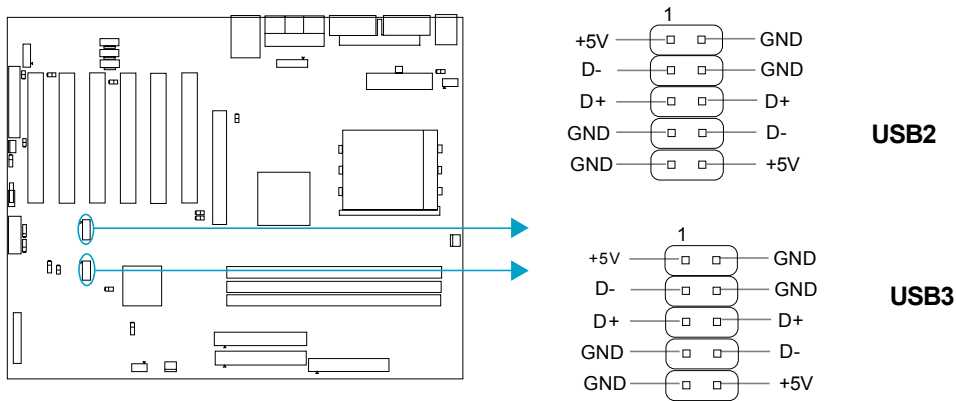 1
+5V GND
D- GND
D+ D+
GND D-
GND +5V
USB2
1
+5V GND
D- GND
D+ D+
GND D-
GND +5V
USB3